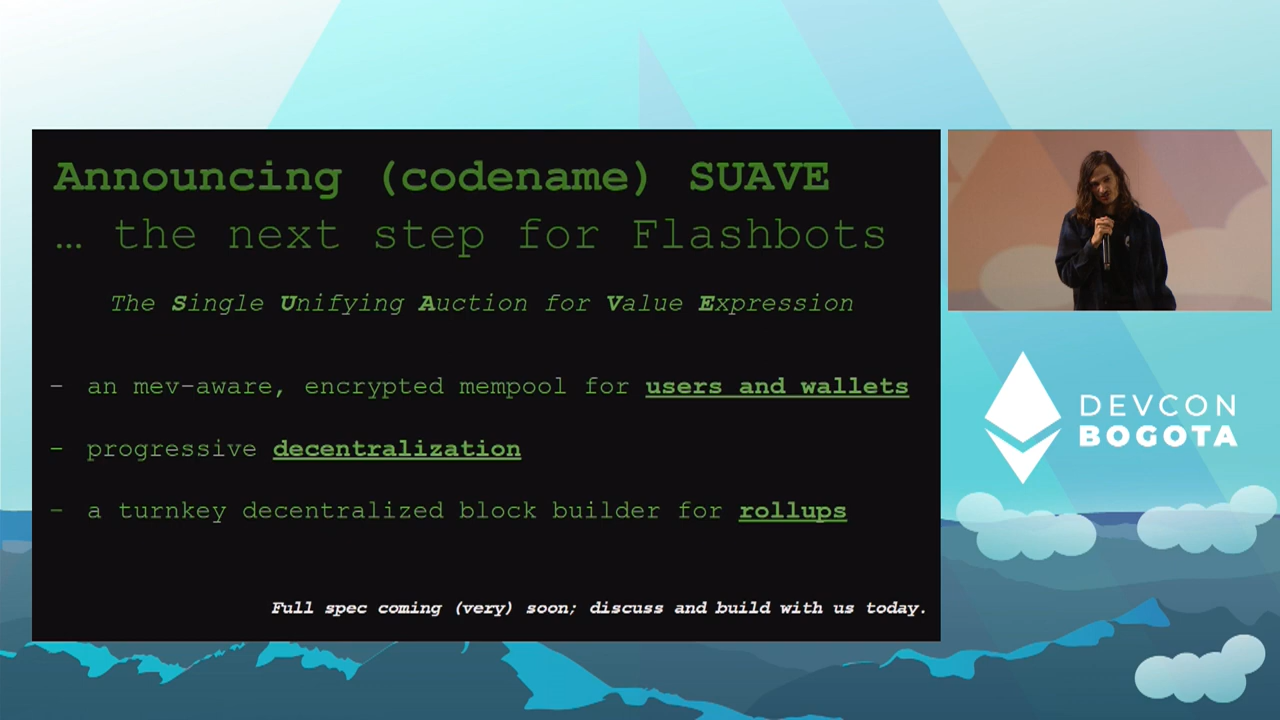 Announcing (codename) SUAVE
… the next step for Flashbots
The Single Unifying Auction for Value Expression
- an mev-aware, encrypted mempool for users and wallets
- progressive decentralization
- a turnkey decentralized block builder for rollups
Full spec coming (very) soon; discuss and build with us today.
DEVCON
BOGOTA